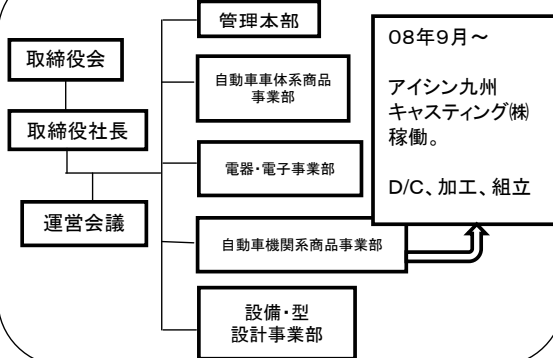 取締役会
取締役社長
運営会議
管理本部
自動車車体系商品
事業部
電器・電子事業部
自動車機関系商品事業部
設備・型
設計事業部
08年9月～
アイシン九州
キャスティング㈱
稼働。
D/C、加工、組立